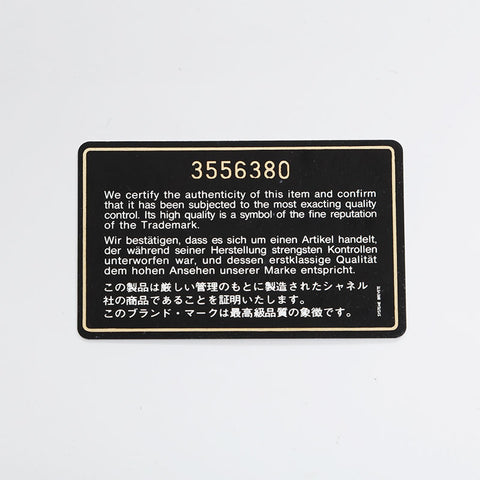 3556380
We certify the authenticity of this item and confirm
that it has been subjected to the most exacting quality
control. Its high quality is a symbol of the fine reputation
of the Trademark.
Wir bestätigen, dass es sich um einen Artikel handelt,
der während seiner Herstellung strengsten Kontrollen
unterworfen war, und dessen erstklassige Qualität
dem hohen Ansehen unserer Marke entspricht.
この製品は厳しい管理のもとに製造されたシャネル
社の商品であることを証明いたします。
このブランド・マークは最高級品質の象徴です。